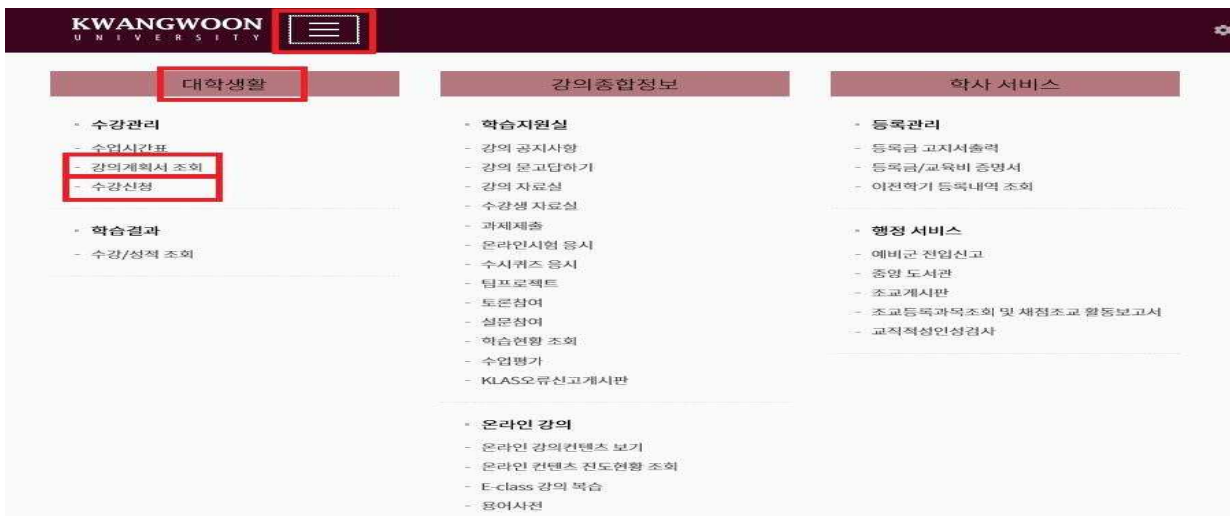 KWANGWOON
UNIVERSITY
대학생활
수강관리
- 수업시간표
- 강의계획서 조회
- 수강신청
학습결과
- 수강/성적 조회
강의종합정보
학습지원실
- 강의 공지사항
- 강의 묻고답하기
- 강의 자료실
- 수강생 자료실
- 과제제출
- 온라인시험 응시
- 수시퀴즈 응시
- 팀프로젝트
- 토론참여
- 설문참여
- 학습현황 조회
- 수업평가
- KLAS오류신고게시판
온라인 강의
- 온라인 강의컨텐츠 보기
- 온라인 컨텐츠 진도현황 조회
- E-class 강의 복습
- 용어사전
학사 서비스
등록관리
- 등록금 고지서출력
- 등록금/교육비 증명서
- 이전학기 등록내역 조회
행정 서비스
- 예비군 전입신고
- 중앙 도서관
- 조교게시판
- 조교등록과목조회 및 채점조교 활동보고서
- 교직적성인성검사